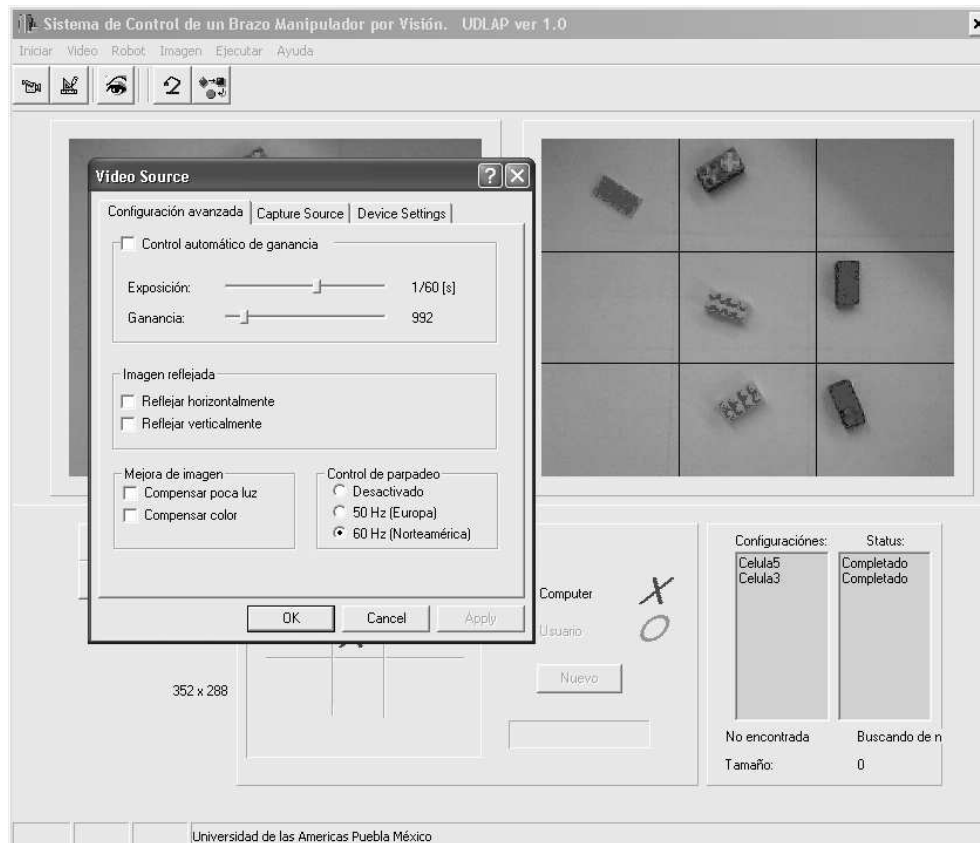 Sistema de Control de un Brazo Manipulador por Visión. UDLAP ver 1.0
Iniciar Video Robot Imagen Ejecutar Ayuda
Video Source
Configuración avanzada Capture Source Device Settings
Control automático de ganancia
Exposición: 1/60 [s]
Ganancia: 992
Imagen reflejada
Reflejar horizontalmente
Reflejar verticalmente
Mejora de imagen
Compensar poca luz
Compensar color
Control de parpadeo
Desactivado
50 Hz (Europa)
60 Hz (Norteamérica)
OK Cancel Apply
352 x 288
Computer X
Usuario O
Nuevo
Configuraciónes: Status:
Celula5 Completado
Celula3 Completado
No encontrada Buscando de n
Tamaño: 0
Universidad de las Americas Puebla México